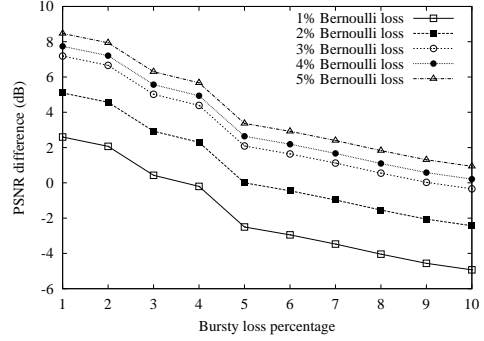 1% Bernoulli loss
2% Bernoulli loss
3% Bernoulli loss
4% Bernoulli loss
5% Bernoulli loss
PSNR difference (dB)
10
8
6
4
2
0
-2
-4
-6
1 2 3 4 5 6 7 8 9 10
Bursty loss percentage